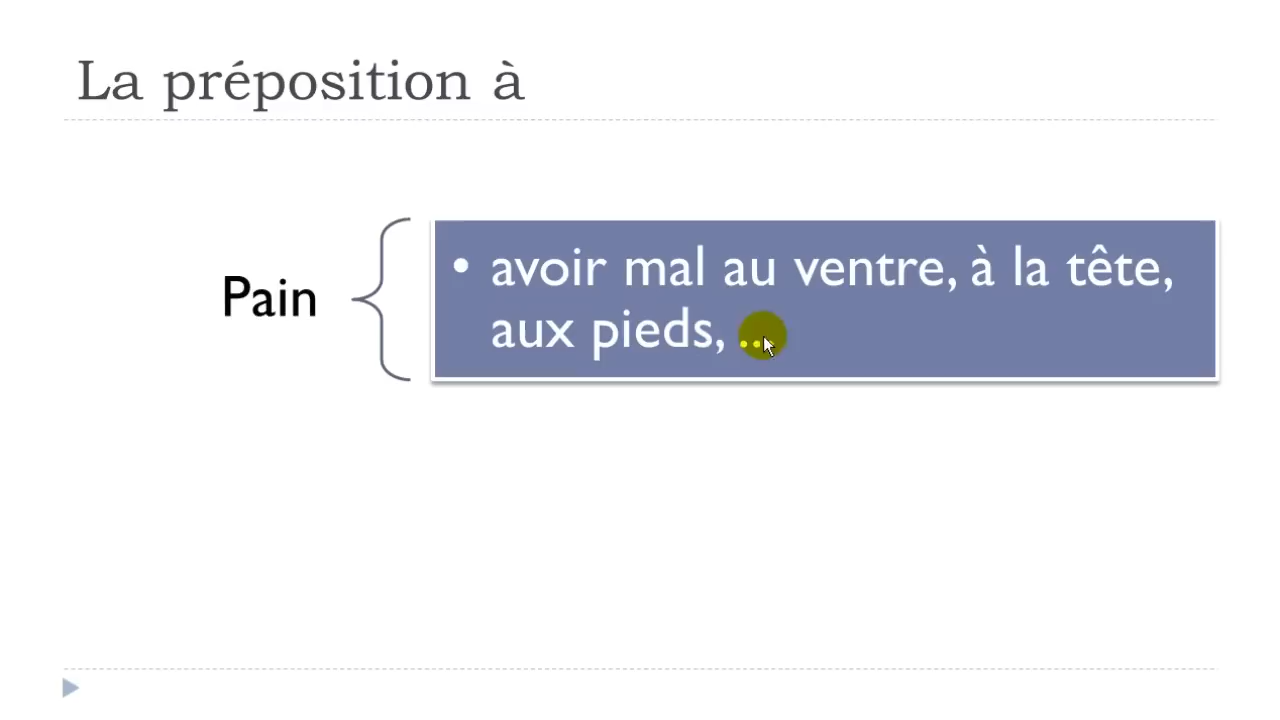 La préposition à
Pain
• avoir mal au ventre, à la tête,
aux pieds, ...